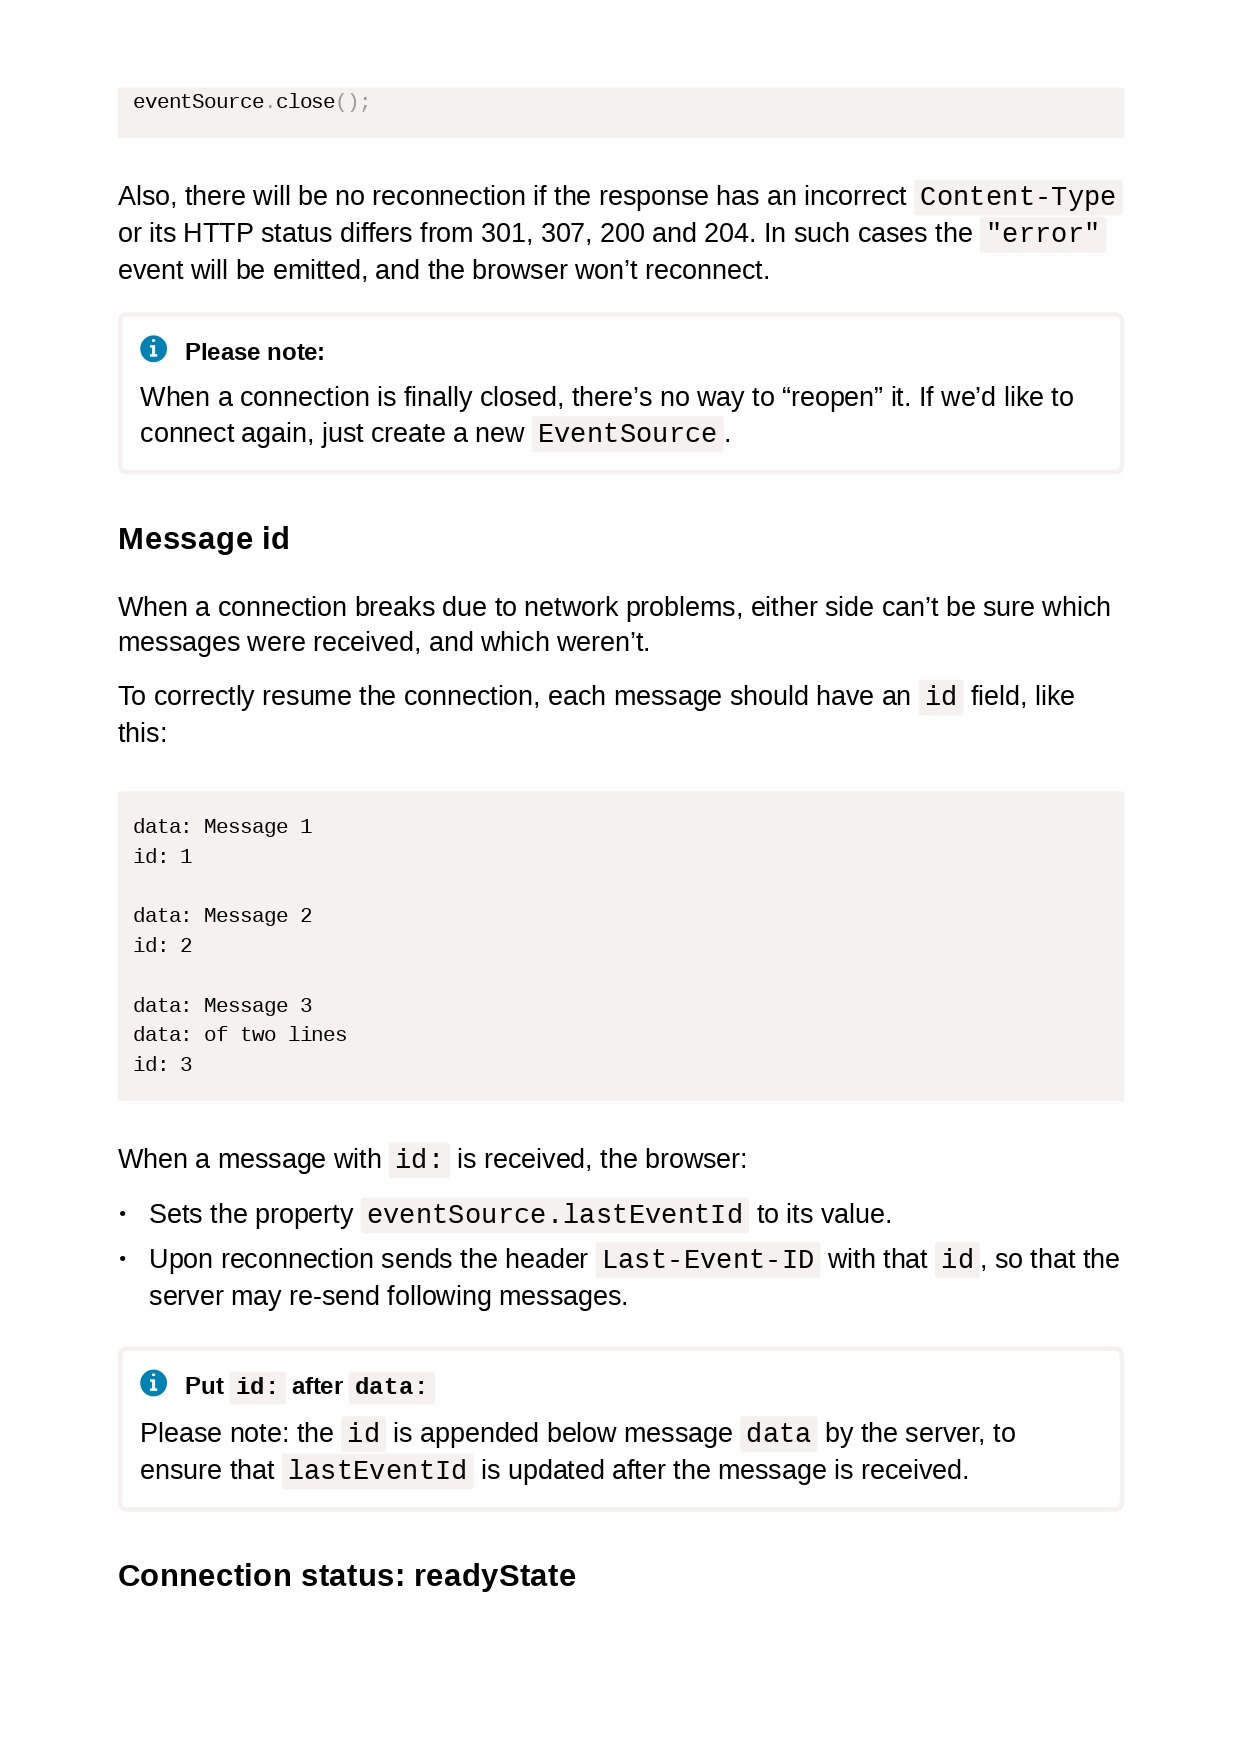 eventSource.close();
Also, there will be no reconnection if the response has an incorrect Content-Type
or its HTTP status differs from 301, 307, 200 and 204. In such cases the "error"
event will be emitted, and the browser won’t reconnect.
Please note:
When a connection is finally closed, there’s no way to “reopen” it. If we’d like to
connect again, just create a new EventSource.
Message id
When a connection breaks due to network problems, either side can’t be sure which
messages were received, and which weren’t.
To correctly resume the connection, each message should have an id field, like
this:
data: Message 1
id: 1
data: Message 2
id: 2
data: Message 3
data: of two lines
id: 3
When a message with id: is received, the browser:
• Sets the property eventSource.lastEventId to its value.
• Upon reconnection sends the header Last-Event-ID with that id, so that the
server may re-send following messages.
Put id: after data:
Please note: the id is appended below message data by the server, to
ensure that lastEventId is updated after the message is received.
Connection status: readyState